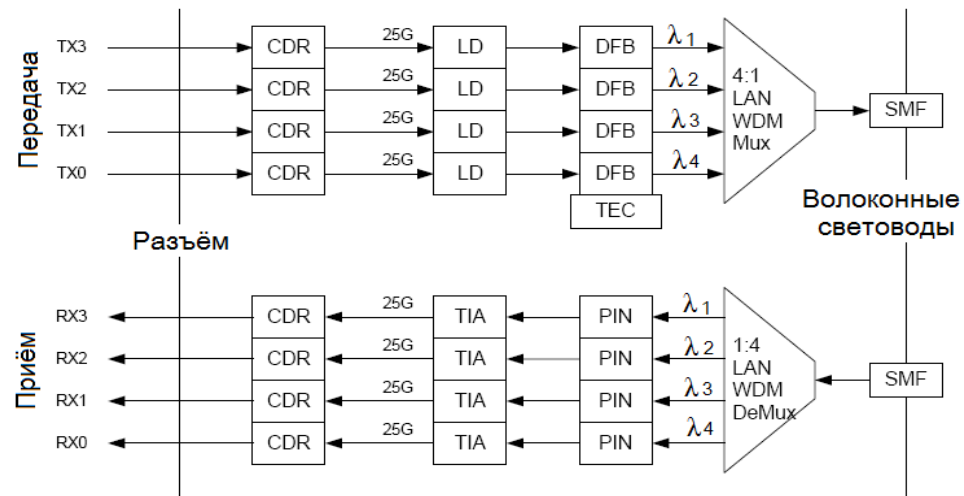 Передача
TX3 CDR 25G LD DFB λ1
TX2 CDR 25G LD DFB λ2
TX1 CDR 25G LD DFB λ3
TX0 CDR 25G LD DFB λ4
4:1
LAN
WDM
Mux
SMF
TEC
Разъём
Волоконные
световоды
Приём
RX3 CDR 25G TIA PIN λ1
RX2 CDR 25G TIA PIN λ2
RX1 CDR 25G TIA PIN λ3
RX0 CDR 25G TIA PIN λ4
1:4
LAN
WDM
DeMux
SMF